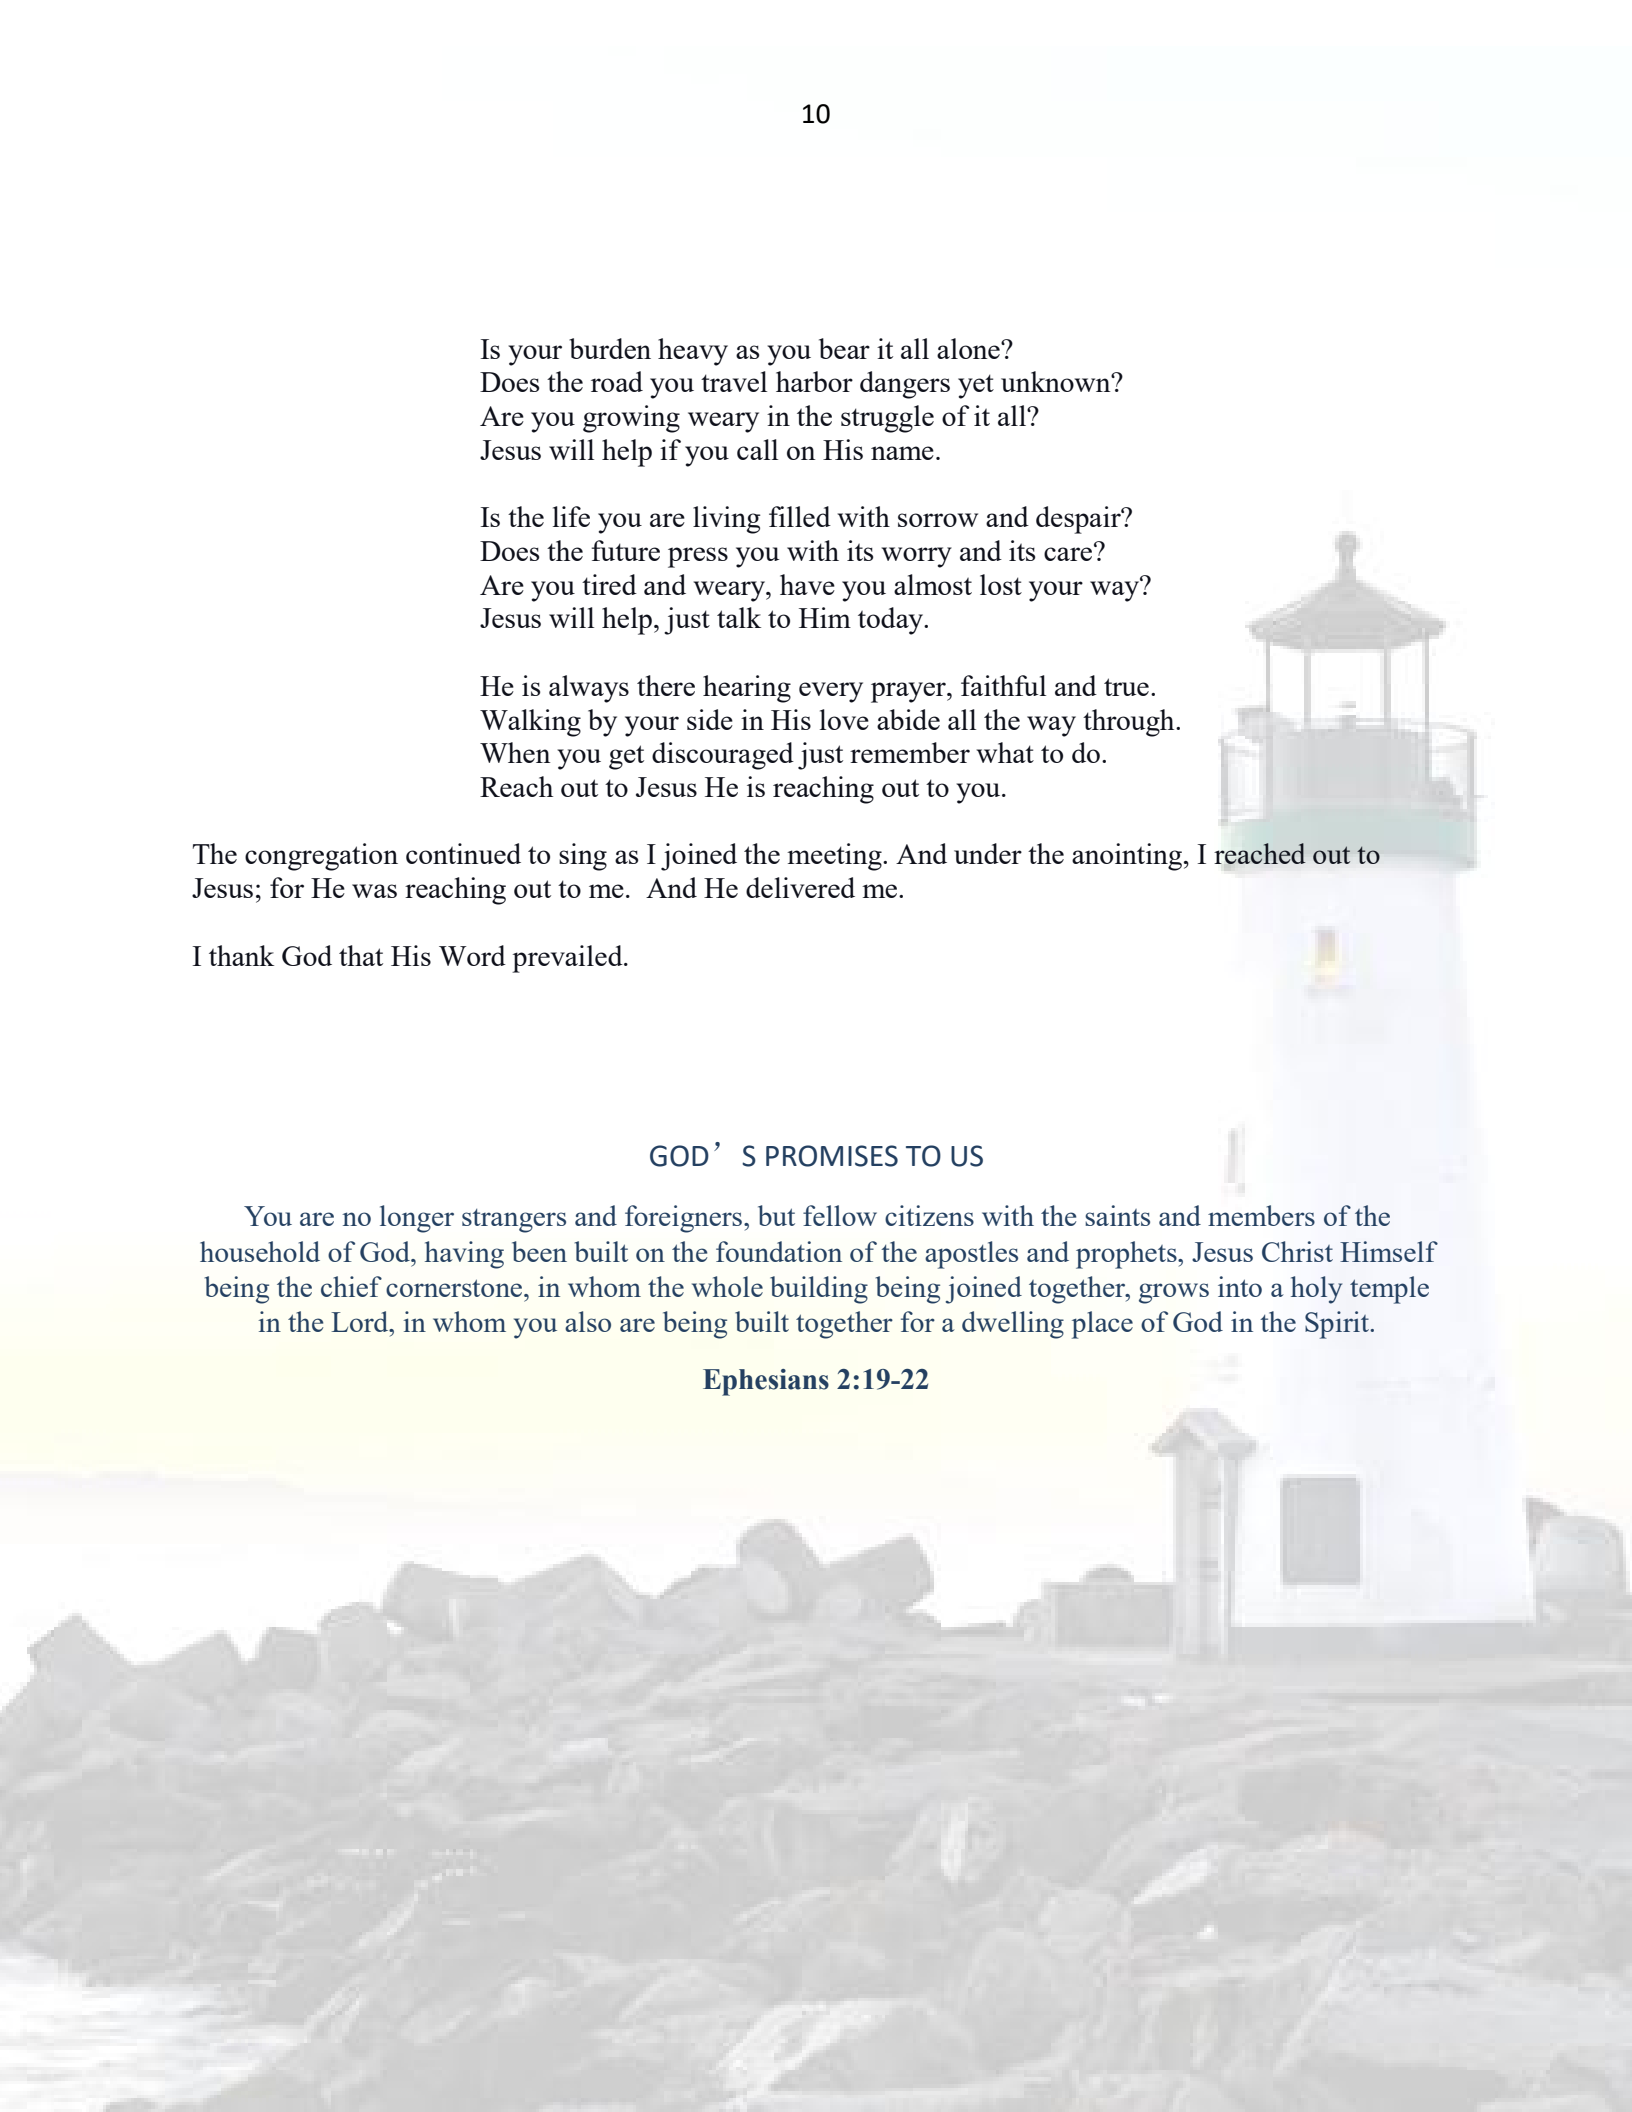 10
Is your burden heavy as you bear it all alone?
Does the road you travel harbor dangers yet unknown?
Are you growing weary in the struggle of it all?
Jesus will help if you call on His name.
Is the life you are living filled with sorrow and despair?
Does the future press you with its worry and its care?
Are you tired and weary, have you almost lost your way?
Jesus will help, just talk to Him today.
He is always there hearing every prayer, faithful and true.
Walking by your side in His love abide all the way through.
When you get discouraged just remember what to do.
Reach out to Jesus He is reaching out to you.
The congregation continued to sing as I joined the meeting. And under the anointing, I reached out to
Jesus; for He was reaching out to me.  And He delivered me.
I thank God that His Word prevailed.
GOD’S PROMISES TO US
You are no longer strangers and foreigners, but fellow citizens with the saints and members of the
household of God, having been built on the foundation of the apostles and prophets, Jesus Christ Himself
being the chief cornerstone, in whom the whole building being joined together, grows into a holy temple
in the Lord, in whom you also are being built together for a dwelling place of God in the Spirit.
Ephesians 2:19-22